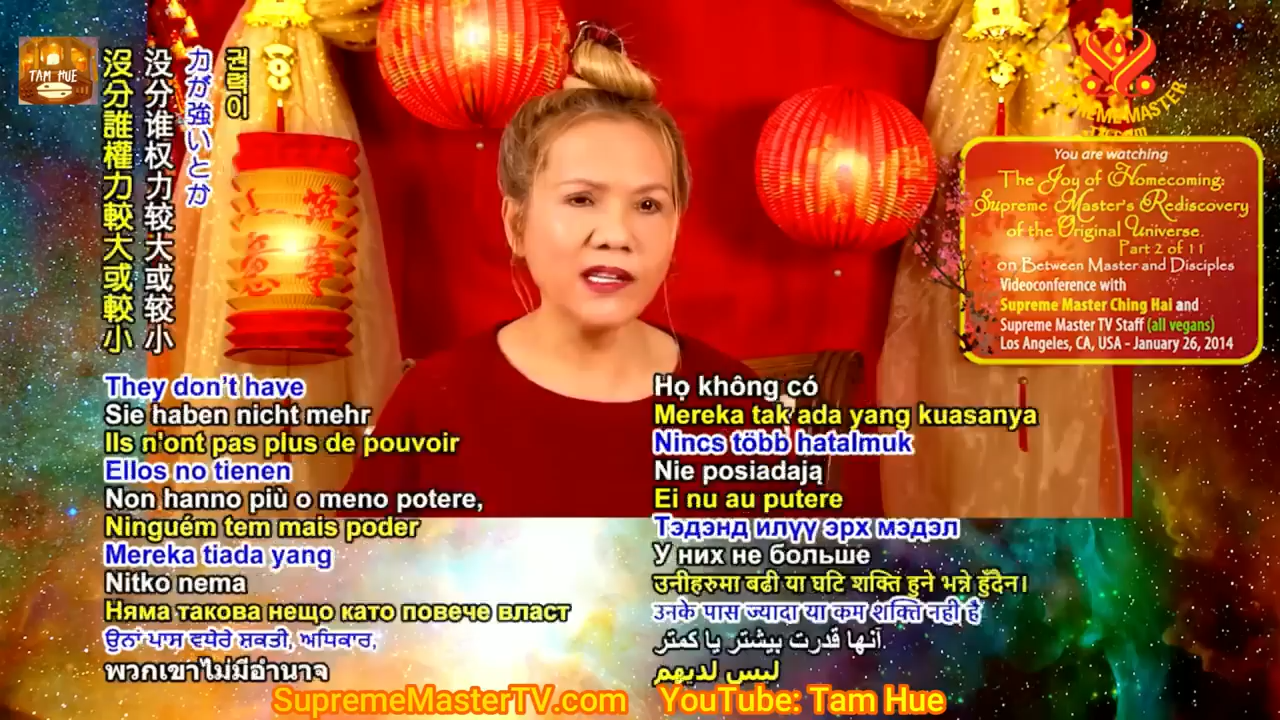 TAM HUE
沒分誰權力較大或較小
没分谁权力较大或较小
力が強いとか
권력이
SUPREME MASTER
You are watching
The Joy of Homecoming:
Supreme Master's Rediscovery
of the Original Universe.
Part 2 of 11
on Between Master and Disciples
Videoconference with
Supreme Master Ching Hai and
Supreme Master TV Staff (all vegans)
Los Angeles, CA, USA - January 26, 2014
They don't have
Sie haben nicht mehr
Ils n'ont pas plus de pouvoir
Ellos no tienen
Non hanno più o meno potere,
Ninguém tem mais poder
Mereka tiada yang
Nitko nema
Няма такова нещо като повече власт
ਉਨਾਂ ਪਾਸ ਵਧੇਰੇ ਸ਼ਕਤੀ, ਅਧਿਕਾਰ,
พวกเขาไม่มีอำนาจ
Họ không có
Mereka tak ada yang kuasanya
Nincs több hatalmuk
Nie posiadają
Ei nu au putere
Тэдэнд илүү эрх мэдэл
У них не больше
उनीहरुमा बढी या घटि शक्ति हुने भन्ने हुँदैन।
उनके पास ज्यादा या कम शक्ति नही है
آنها قدرت بیشتر یا کمتر.
ليس لديهم
SupremeMasterTV.com YouTube: Tam Hue